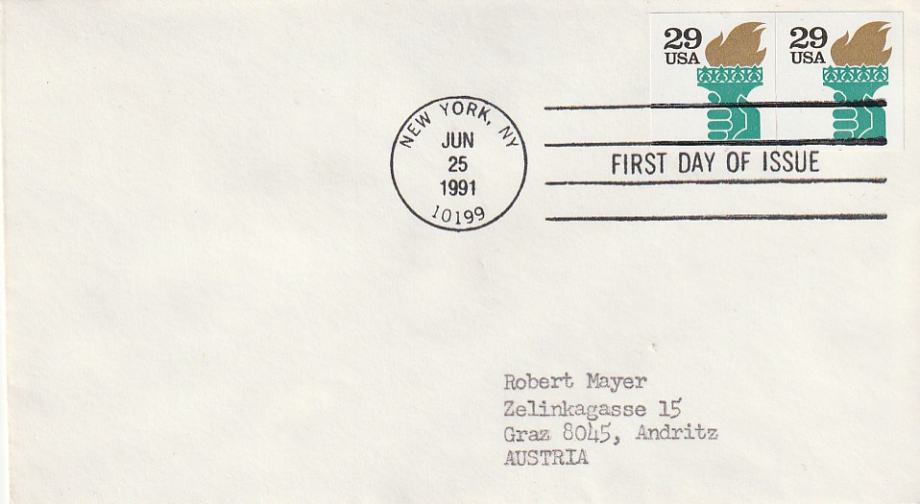 29
USA
29
USA
NEW YORK, NY
JUN
25
1991
10199
FIRST DAY OF ISSUE
Robert Mayer
Zelinkagasse 15
Graz 8045, Andritz
AUSTRIA